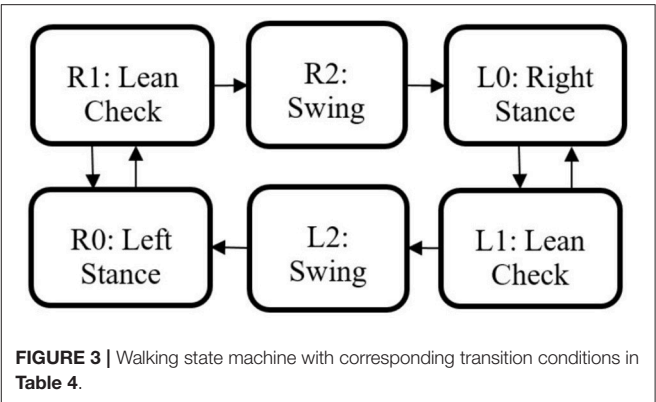 R1: Lean
Check
R2:
Swing
L0: Right
Stance
R0: Left
Stance
L2:
Swing
L1: Lean
Check
FIGURE 3 | Walking state machine with corresponding transition conditions in
Table 4.